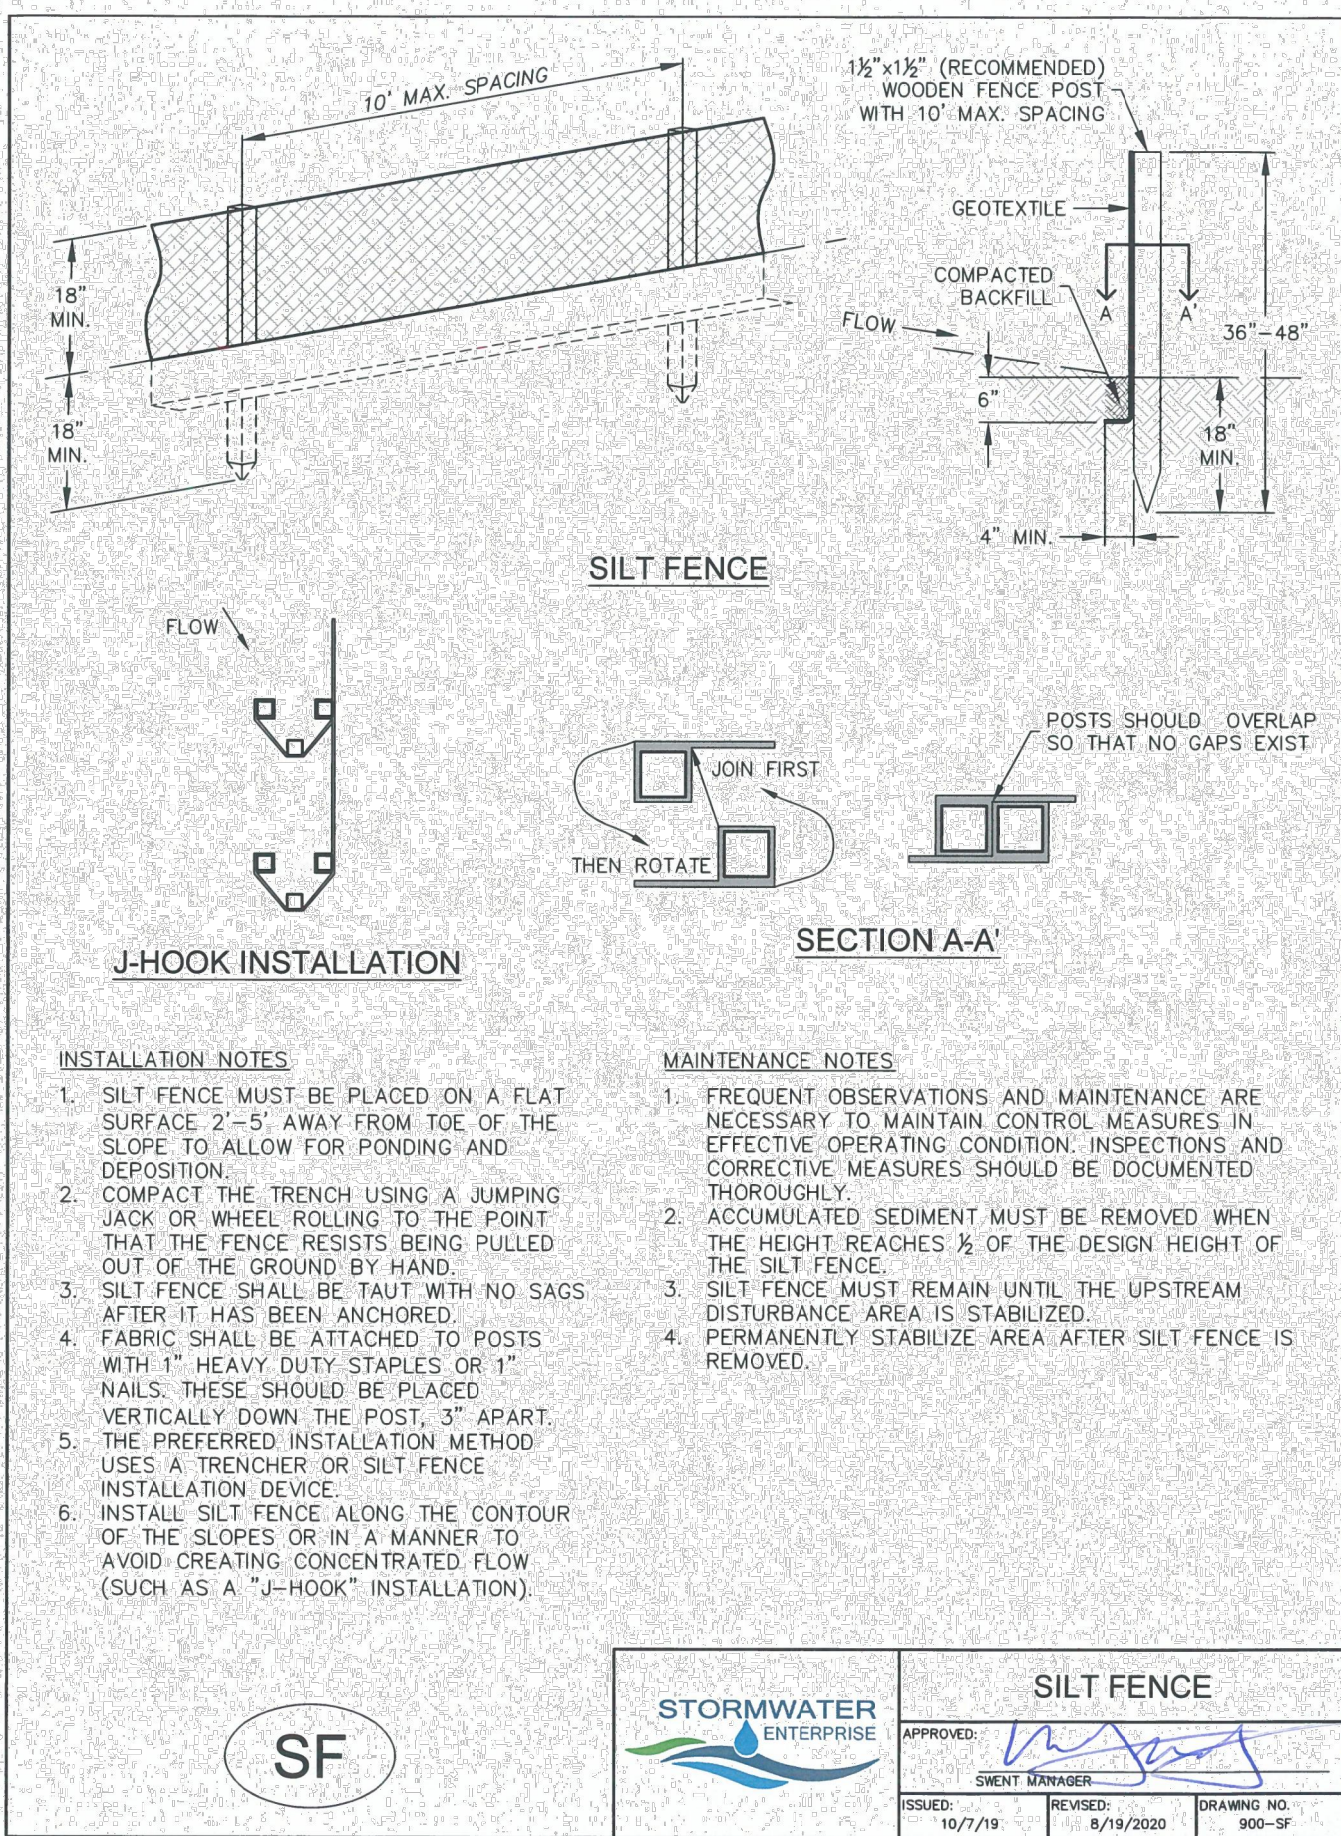 10' MAX. SPACING
18"
MIN.
18"
MIN.
1½"x1½" (RECOMMENDED)
WOODEN FENCE POST
WITH 10' MAX. SPACING
GEOTEXTILE
COMPACTED
BACKFILL
FLOW
A
A'
36"-48"
6"
18"
MIN.
4" MIN.
SILT FENCE
FLOW
J-HOOK INSTALLATION
JOIN FIRST
THEN ROTATE
POSTS SHOULD OVERLAP
SO THAT NO GAPS EXIST
SECTION A-A'
INSTALLATION NOTES
1. SILT FENCE MUST BE PLACED ON A FLAT
SURFACE 2'-5' AWAY FROM TOE OF THE
SLOPE TO ALLOW FOR PONDING AND
DEPOSITION.
2. COMPACT THE TRENCH USING A JUMPING
JACK OR WHEEL ROLLING TO THE POINT
THAT THE FENCE RESISTS BEING PULLED
OUT OF THE GROUND BY HAND.
3. SILT FENCE SHALL BE TAUT WITH NO SAGS
AFTER IT HAS BEEN ANCHORED.
4. FABRIC SHALL BE ATTACHED TO POSTS
WITH 1" HEAVY DUTY STAPLES OR 1"
NAILS. THESE SHOULD BE PLACED
VERTICALLY DOWN THE POST, 3" APART.
5. THE PREFERRED INSTALLATION METHOD
USES A TRENCHER OR SILT FENCE
INSTALLATION DEVICE.
6. INSTALL SILT FENCE ALONG THE CONTOUR
OF THE SLOPES OR IN A MANNER TO
AVOID CREATING CONCENTRATED FLOW
(SUCH AS A "J-HOOK" INSTALLATION).
MAINTENANCE NOTES
1. FREQUENT OBSERVATIONS AND MAINTENANCE ARE
NECESSARY TO MAINTAIN CONTROL MEASURES IN
EFFECTIVE OPERATING CONDITION. INSPECTIONS AND
CORRECTIVE MEASURES SHOULD BE DOCUMENTED
THOROUGHLY.
2. ACCUMULATED SEDIMENT MUST BE REMOVED WHEN
THE HEIGHT REACHES ½ OF THE DESIGN HEIGHT OF
THE SILT FENCE.
3. SILT FENCE MUST REMAIN UNTIL THE UPSTREAM
DISTURBANCE AREA IS STABILIZED.
4. PERMANENTLY STABILIZE AREA AFTER SILT FENCE IS
REMOVED.
SF
STORMWATER
ENTERPRISE
SILT FENCE
APPROVED:
SWENT MANAGER
ISSUED:
10/7/19
REVISED:
8/19/2020
DRAWING NO.
900-SF